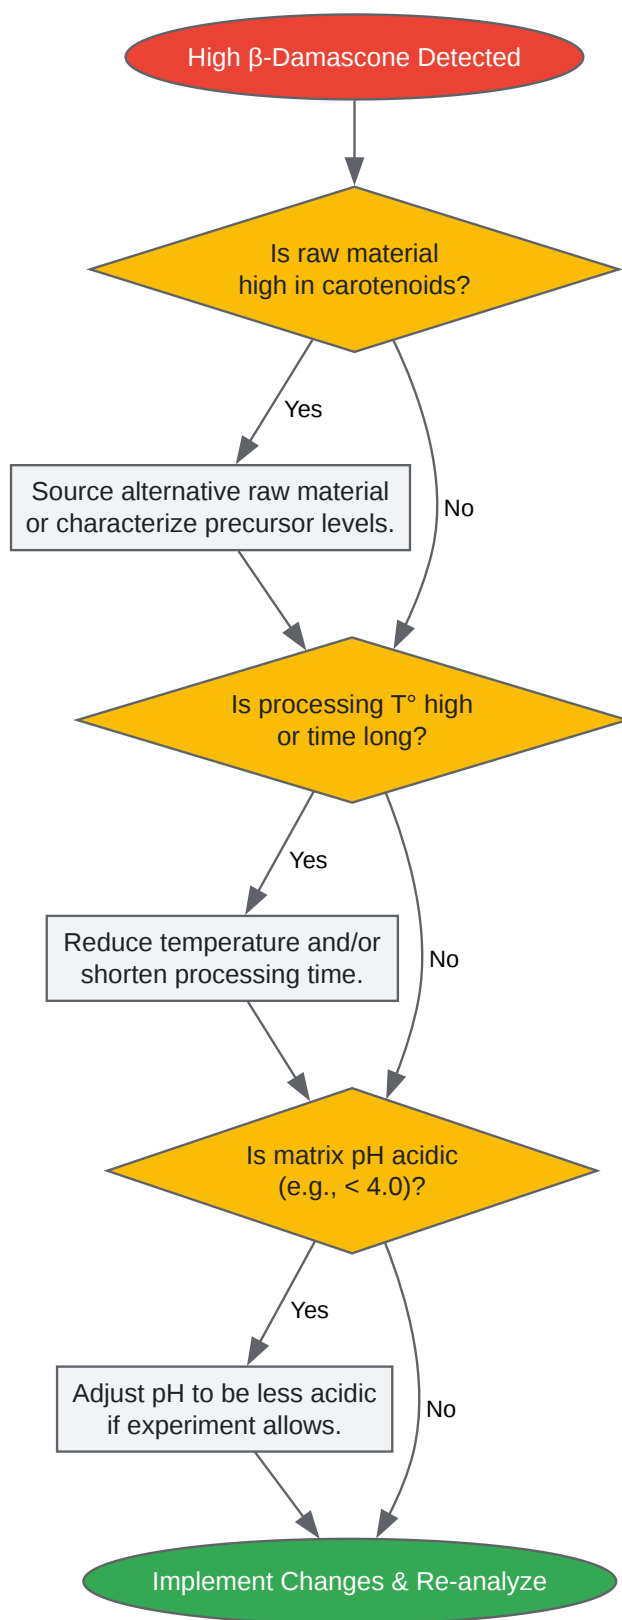 High β-Damascone Detected
Is raw material
high in carotenoids?
Yes
Source alternative raw material
or characterize precursor levels.
No
Is processing T° high
or time long?
Yes
Reduce temperature and/or
shorten processing time.
No
Is matrix pH acidic
(e.g., < 4.0)?
Yes
Adjust pH to be less acidic
if experiment allows.
No
Implement Changes & Re-analyze